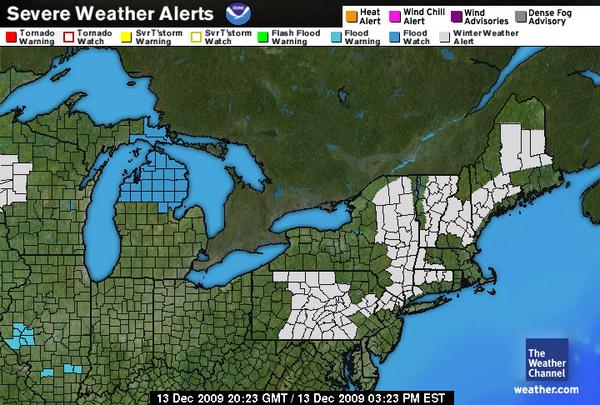 Severe Weather Alerts
NOAA
Heat Alert
Wind Chill Alert
Wind Advisories
Dense Fog Advisory
Tornado Warning
Tornado Watch
SvrT'storm Warning
SvrT'storm Watch
Flash Flood Warning
Flood Warning
Flood Watch
Winter Weather Alert
The
Weather
Channel
weather.com
13 Dec 2009 20:23 GMT / 13 Dec 2009 03:23 PM EST